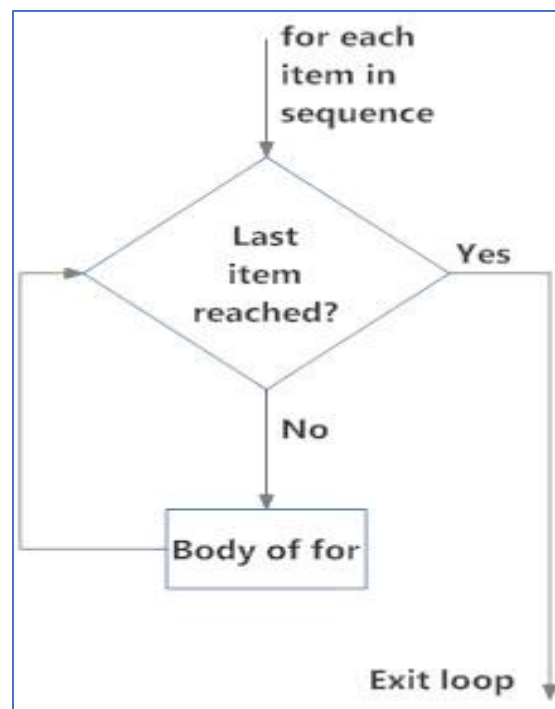 for each
item in
sequence
Last
item
reached?
Yes
No
Body of for
Exit loop